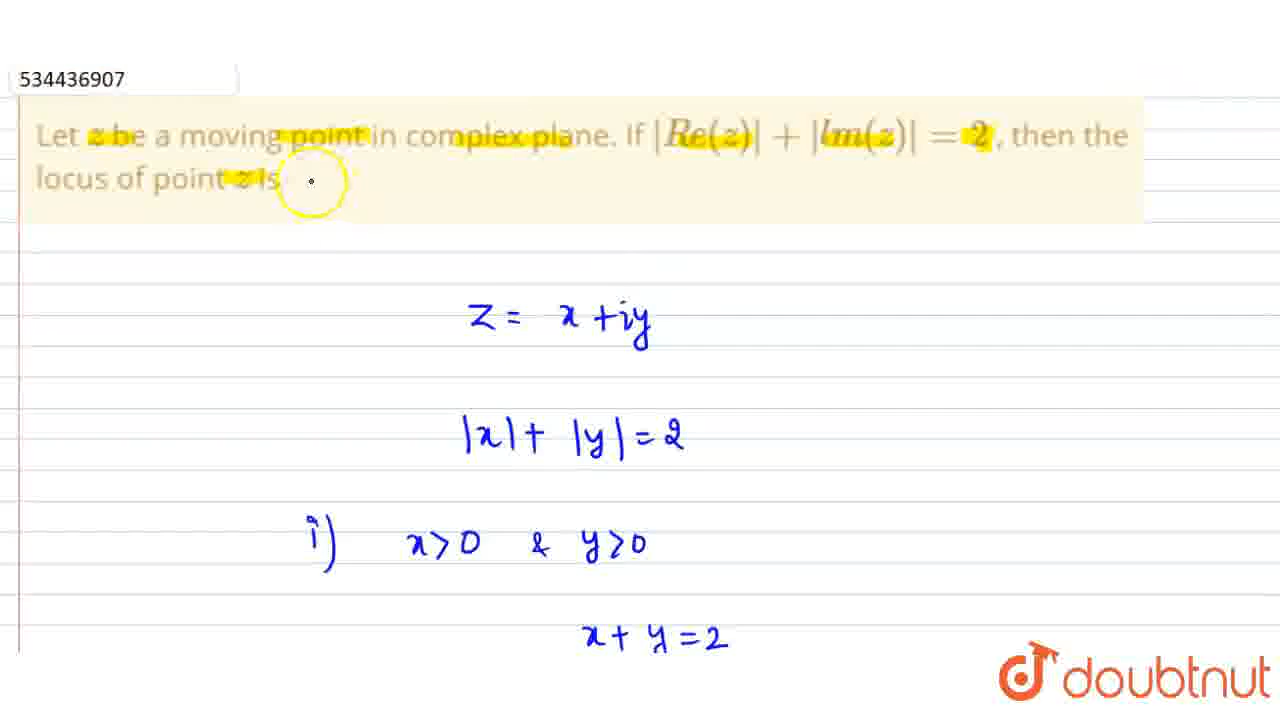 534436907
Let z be a moving point in complex plane. If |Re(z)| + |lm(z)| = 2, then the
locus of point z is
z = x + iy
|x| + |y| = 2
i) x > 0 & y > 0
x + y = 2
doubtnut